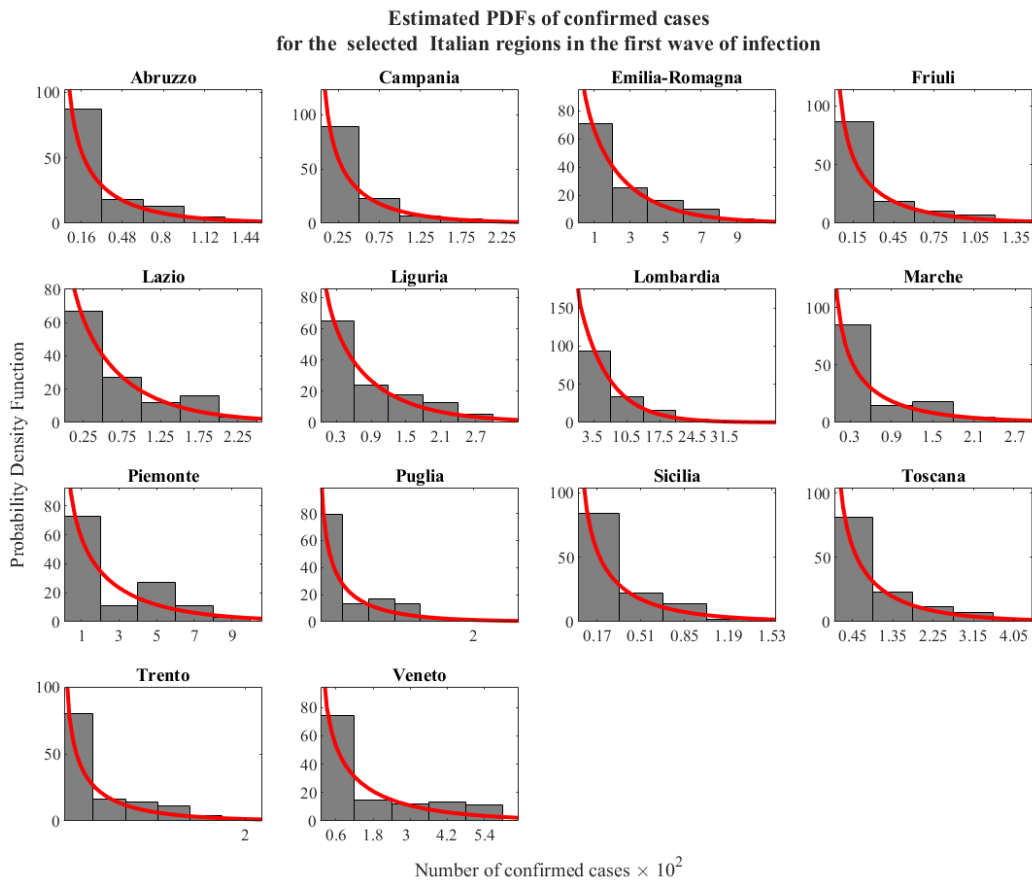 Estimated PDFs of confirmed cases
for the selected Italian regions in the first wave of infection
Probability Density Function
Abruzzo
100
50
0
0.16 0.48 0.8 1.12 1.44
Campania
100
50
0
0.25 0.75 1.25 1.75 2.25
Emilia-Romagna
80
60
40
20
0
1 3 5 7 9
Friuli
100
50
0
0.15 0.45 0.75 1.05 1.35
Lazio
80
60
40
20
0
0.25 0.75 1.25 1.75 2.25
Liguria
80
60
40
20
0
0.3 0.9 1.5 2.1 2.7
Lombardia
150
100
50
0
3.5 10.5 17.5 24.5 31.5
Marche
100
50
0
0.3 0.9 1.5 2.1 2.7
Piemonte
80
60
40
20
0
1 3 5 7 9
Puglia
80
60
40
20
0
2
Sicilia
100
50
0
0.17 0.51 0.85 1.19 1.53
Toscana
100
50
0
0.45 1.35 2.25 3.15 4.05
Trento
100
50
0
2
Veneto
80
60
40
20
0
0.6 1.8 3 4.2 5.4
Number of confirmed cases × 10²